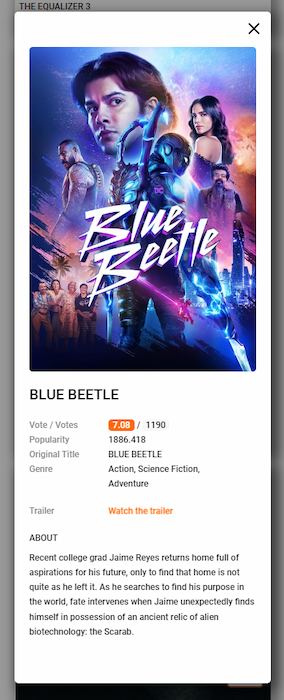 THE EQUALIZER 3
Blue
Beetle
DC
BLUE BEETLE
Vote / Votes 7.08 / 1190
Popularity 1886.418
Original Title BLUE BEETLE
Genre Action, Science Fiction,
Adventure
Trailer Watch the trailer
ABOUT
Recent college grad Jaime Reyes returns home full of
aspirations for his future, only to find that home is not
quite as he left it. As he searches to find his purpose in
the world, fate intervenes when Jaime unexpectedly finds
himself in possession of an ancient relic of alien
biotechnology: the Scarab.